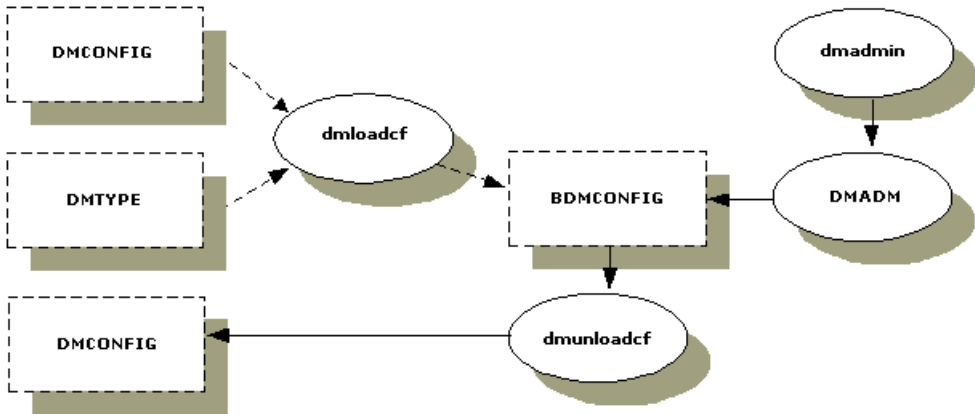 DMCONFIG
dmadmin
dmloadcf
DMTYPE
BDMCONFIG
DMADM
DMCONFIG
dmunloadcf